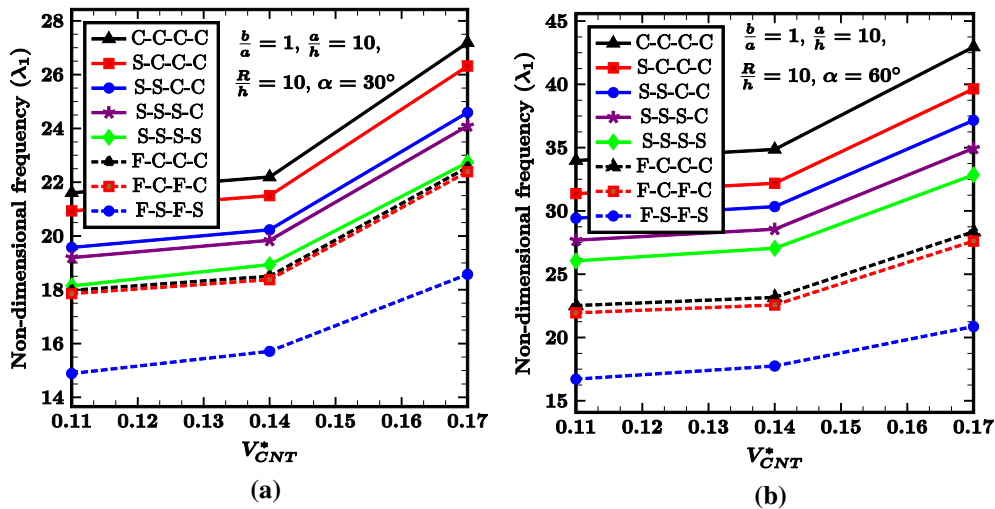 Non-dimensional frequency (λ₁)
28
26
24
22
20
18
16
14
C-C-C-C
S-C-C-C
S-S-C-C
S-S-S-C
S-S-S-S
F-C-C-C
F-C-F-C
F-S-F-S
b/a = 1, a/h = 10,
R/h = 10, α = 30°
0.11 0.12 0.13 0.14 0.15 0.16 0.17
V*CNT
(a)
Non-dimensional frequency (λ₁)
45
40
35
30
25
20
15
C-C-C-C
S-C-C-C
S-S-C-C
S-S-S-C
S-S-S-S
F-C-C-C
F-C-F-C
F-S-F-S
b/a = 1, a/h = 10,
R/h = 10, α = 60°
0.11 0.12 0.13 0.14 0.15 0.16 0.17
V*CNT
(b)